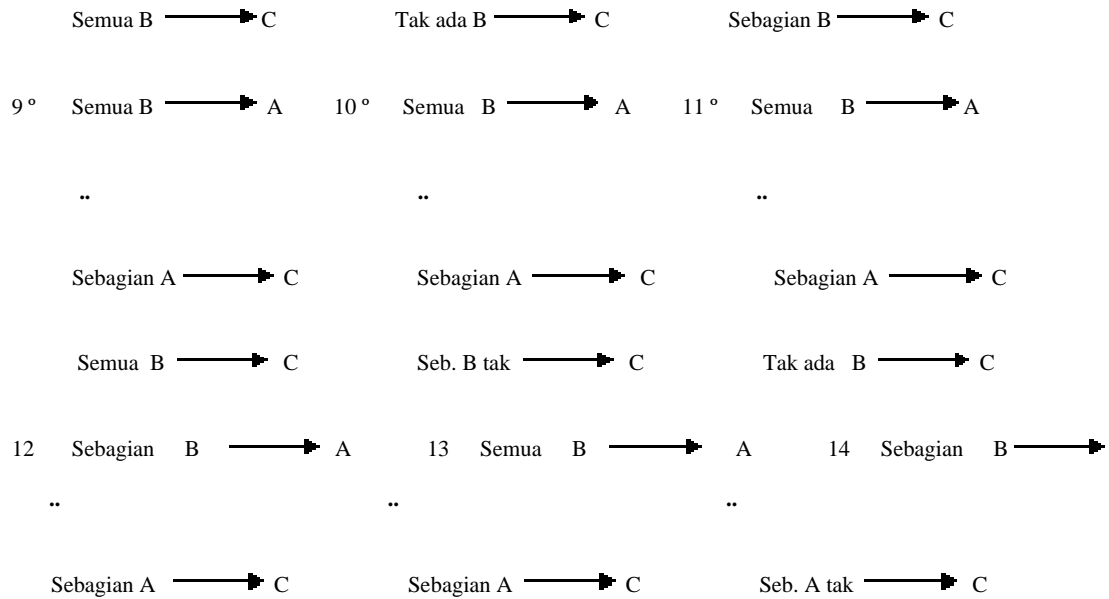 Semua B → C Tak ada B → C Sebagian B → C
9 º Semua B → A 10 º Semua B → A 11 º Semua B → A
.. .. ..
Sebagian A → C Sebagian A → C Sebagian A → C
Semua B → C Seb. B tak → C Tak ada B → C
12 Sebagian B → A 13 Semua B → A 14 Sebagian B →
.. .. ..
Sebagian A → C Sebagian A → C Seb. A tak → C